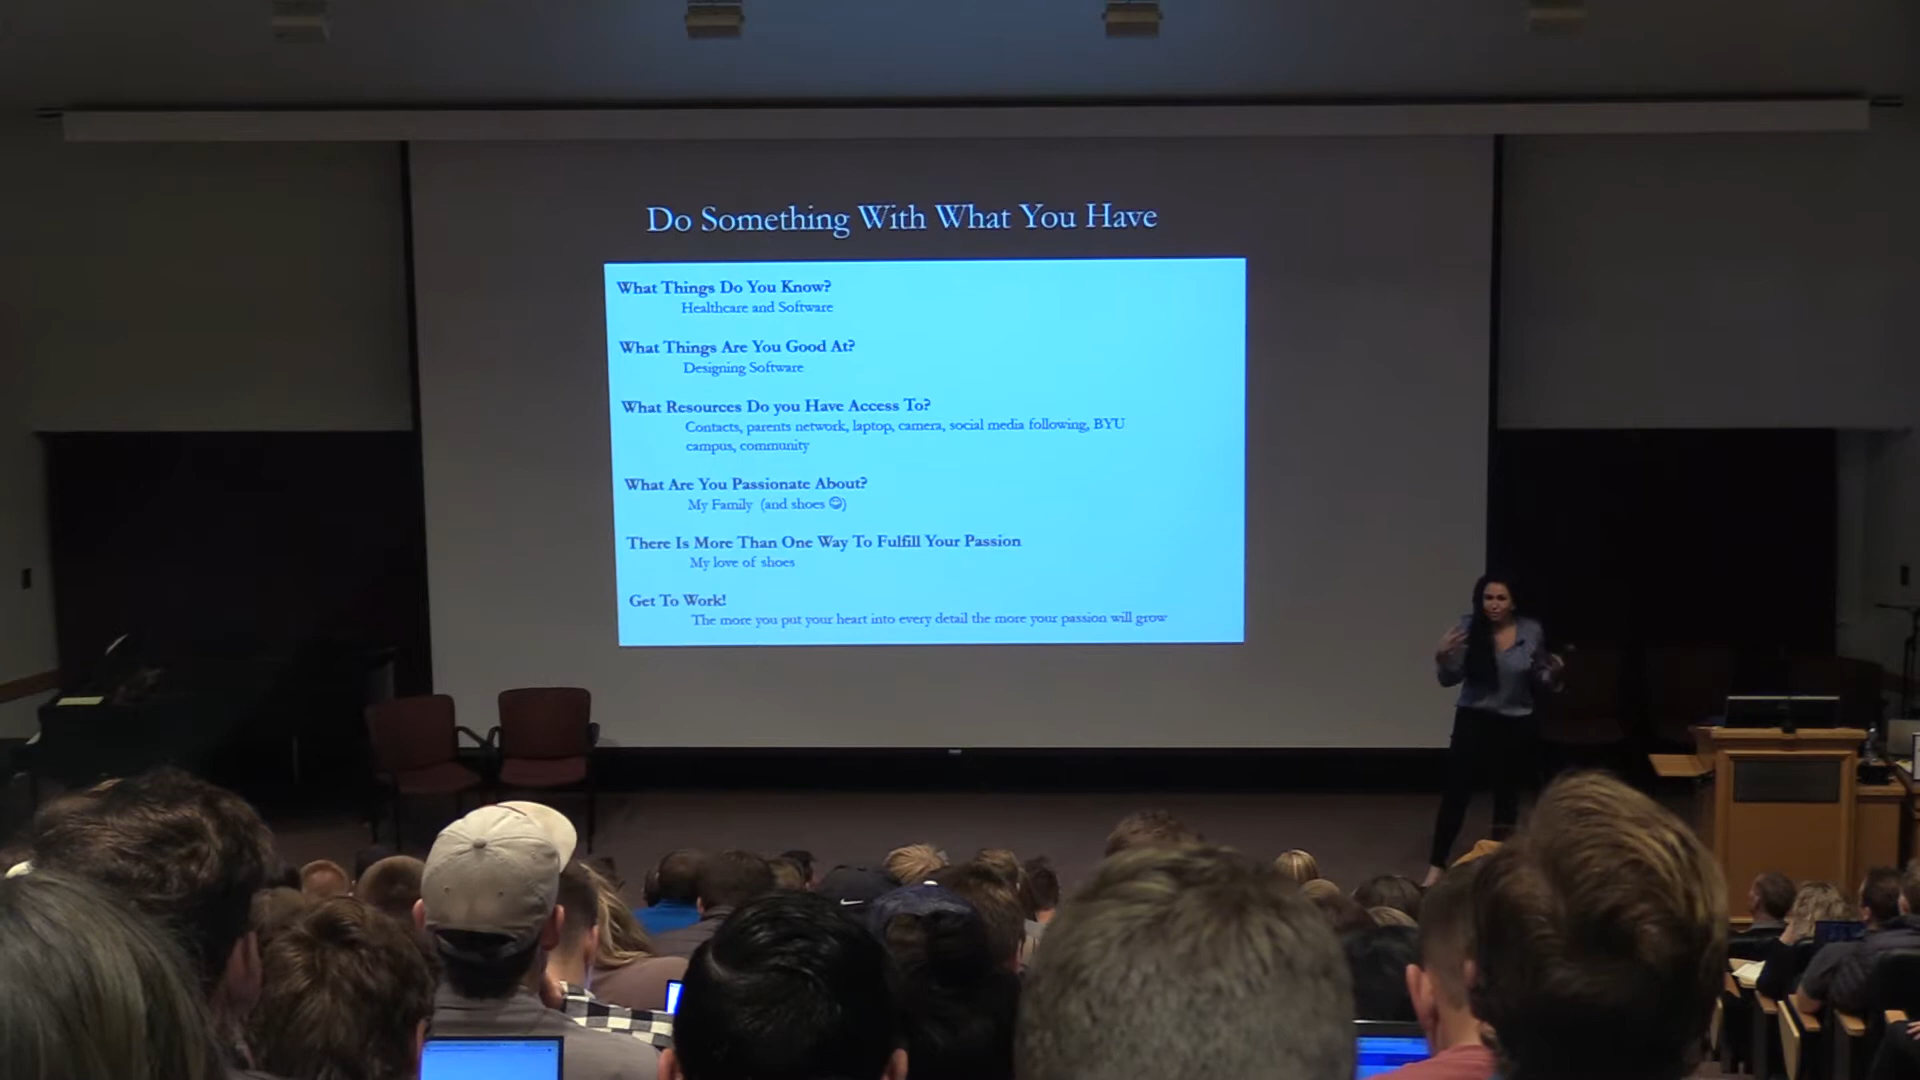 Do Something With What You Have
What Things Do You Know?
Healthcare and Software
What Things Are You Good At?
Designing Software
What Resources Do you Have Access To?
Contacts, parents network, laptop, camera, social media following, BYU
campus, community
What Are You Passionate About?
My Family (and shoes ☺)
There Is More Than One Way To Fulfill Your Passion
My love of shoes
Get To Work!
The more you put your heart into every detail the more your passion will grow